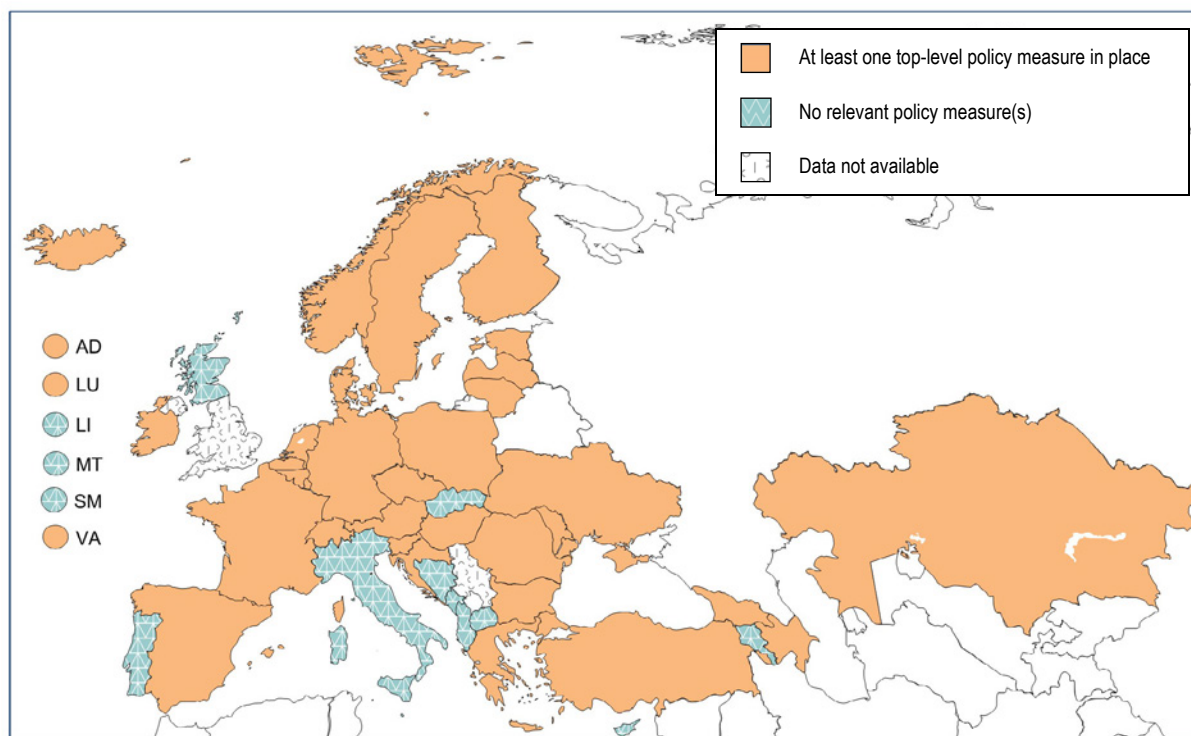 At least one top-level policy measure in place
No relevant policy measure(s)
Data not available
AD
LU
LI
MT
SM
VA